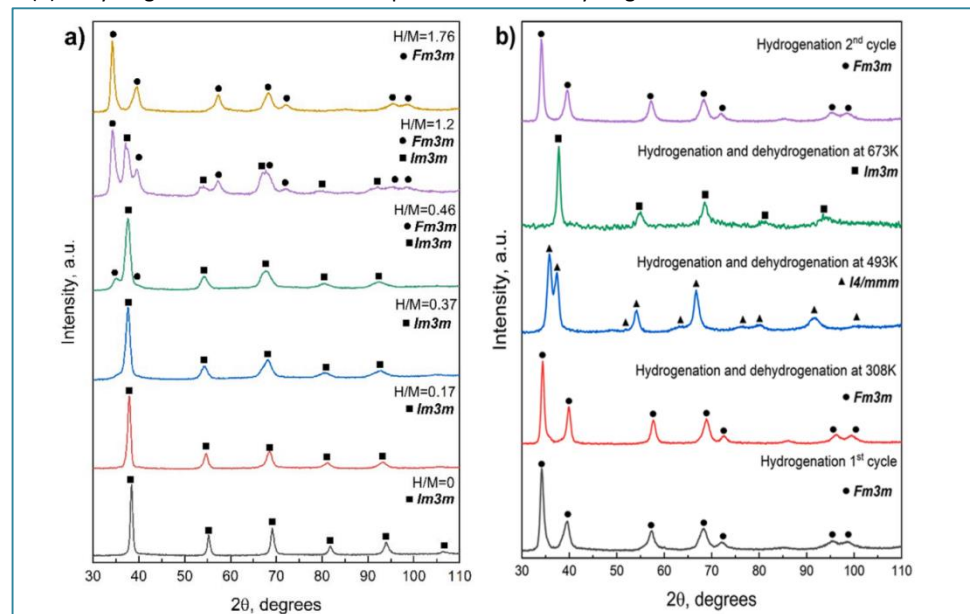 a)
H/M=1.76
● Fm3m
H/M=1.2
● Fm3m
■ Im3m
H/M=0.46
● Fm3m
■ Im3m
H/M=0.37
■ Im3m
H/M=0.17
■ Im3m
H/M=0
■ Im3m
Intensity, a.u.
30 40 50 60 70 80 90 100 110
2θ, degrees
b)
Hydrogenation 2nd cycle
● Fm3m
Hydrogenation and dehydrogenation at 673K
■ Im3m
Hydrogenation and dehydrogenation at 493K
▲ I4/mmm
Hydrogenation and dehydrogenation at 308K
● Fm3m
Hydrogenation 1st cycle
● Fm3m
Intensity, a.u.
30 40 50 60 70 80 90 100 110
2θ, degrees